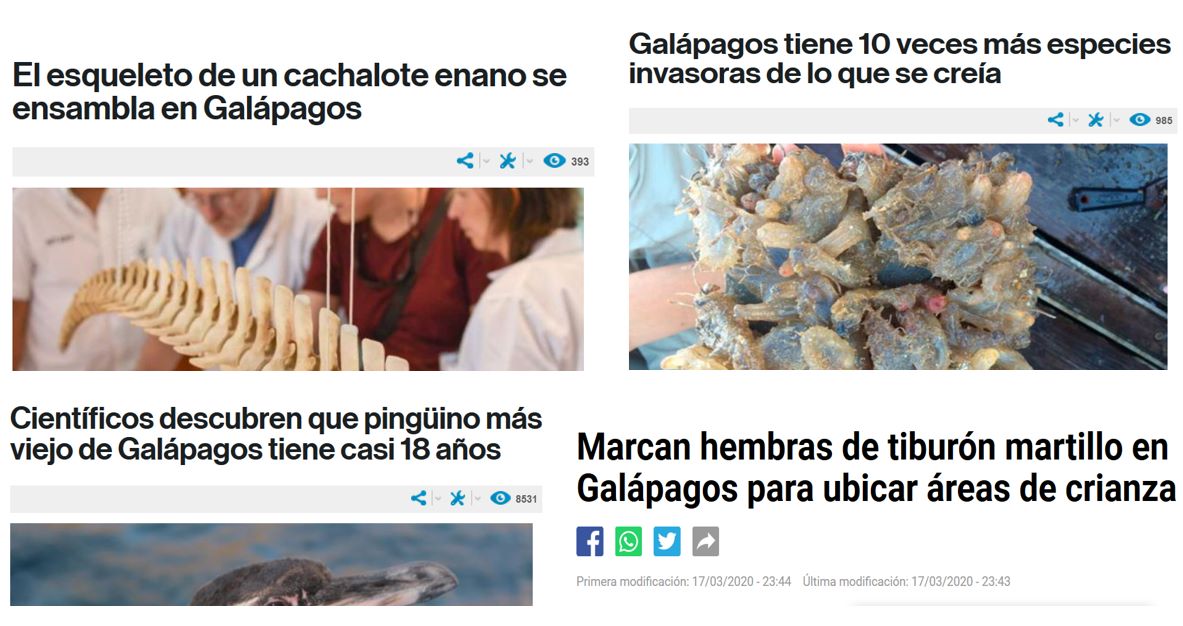 El esqueleto de un cachalote enano se
ensambla en Galápagos
393
Galápagos tiene 10 veces más especies
invasoras de lo que se creía
985
Científicos descubren que pingüino más
viejo de Galápagos tiene casi 18 años
8531
Marcan hembras de tiburón martillo en
Galápagos para ubicar áreas de crianza
Primera modificación: 17/03/2020 - 23:44 Última modificación: 17/03/2020 - 23:43